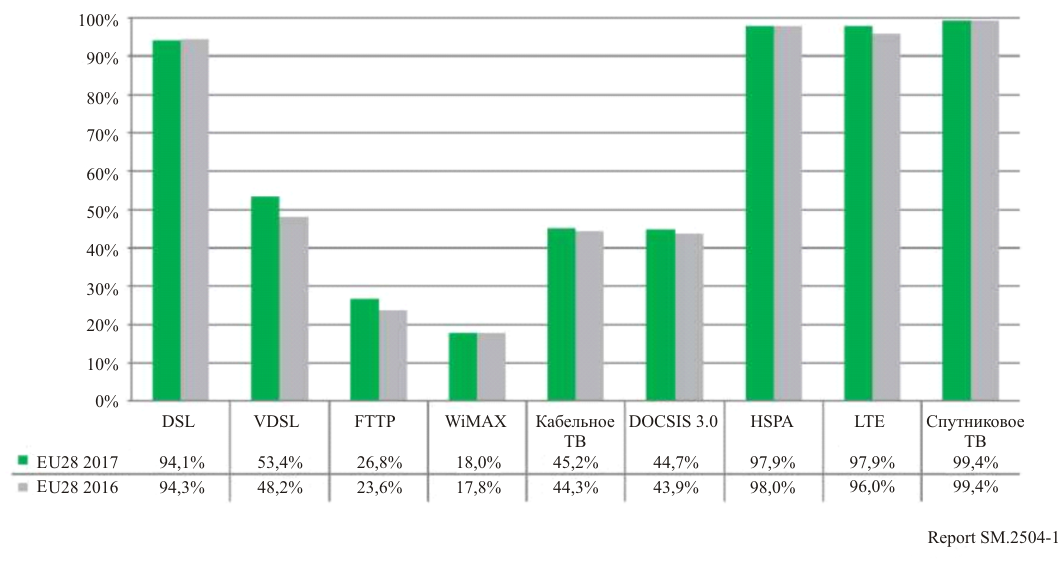 100%
90%
80%
70%
60%
50%
40%
30%
20%
10%
0%
DSL VDSL FTTP WiMAX Кабельное ТВ DOCSIS 3.0 HSPA LTE Спутниковое ТВ
EU28 2017 94,1% 53,4% 26,8% 18,0% 45,2% 44,7% 97,9% 97,9% 99,4%
EU28 2016 94,3% 48,2% 23,6% 17,8% 44,3% 43,9% 98,0% 96,0% 99,4%
Report SM.2504-1